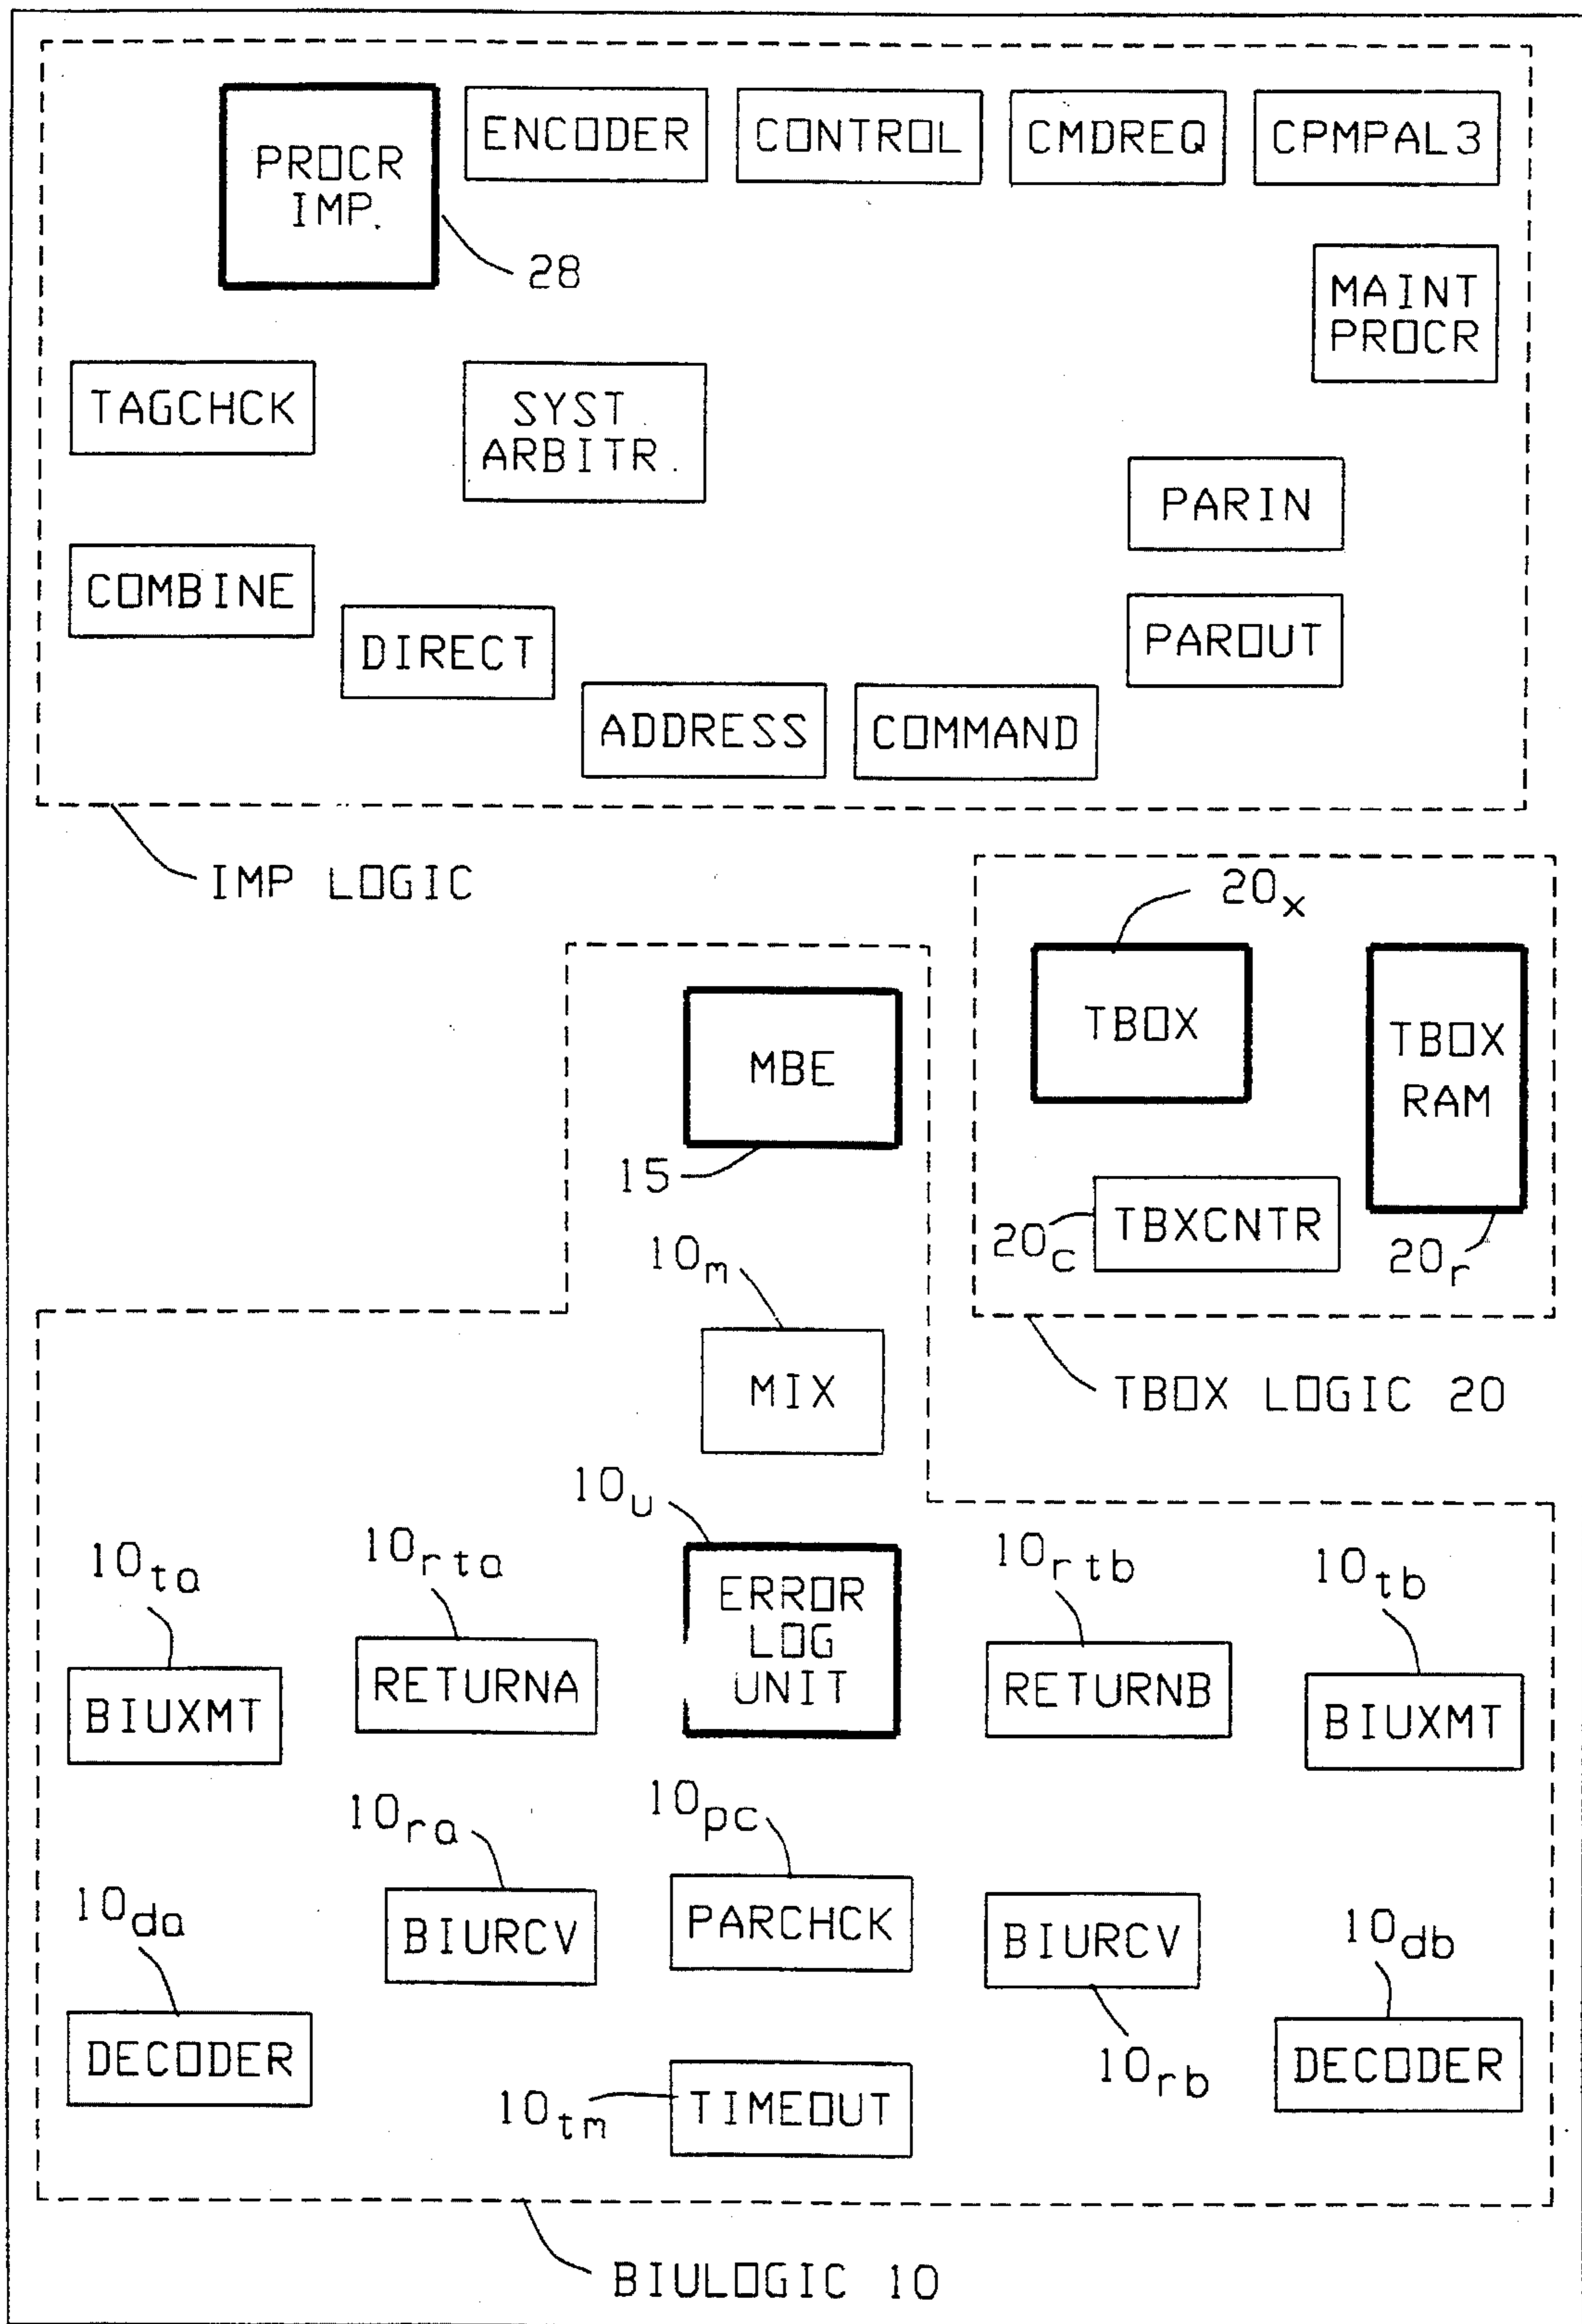 PROCR
IMP.
ENCODER
CONTROL
CMDREQ
CPMPAL3
28
MAINT
PROCR
TAGCHCK
SYST.
ARBITR.
PARIN
COMBINE
DIRECT
PAROUT
ADDRESS
COMMAND
IMP LOGIC
20x
TBOX
TBOX
RAM
MBE
15
20c
TBXCNTR
20r
10m
MIX
TBOX LOGIC 20
10u
10ta
10rta
ERROR
LOG
UNIT
10rtb
10tb
BIUXMT
RETURNA
RETURNB
BIUXMT
10ra
10pc
10da
BIURCV
PARCHCK
BIURCV
10db
DECODER
10rb
DECODER
10tm
TIMEOUT
BIULOGIC 10